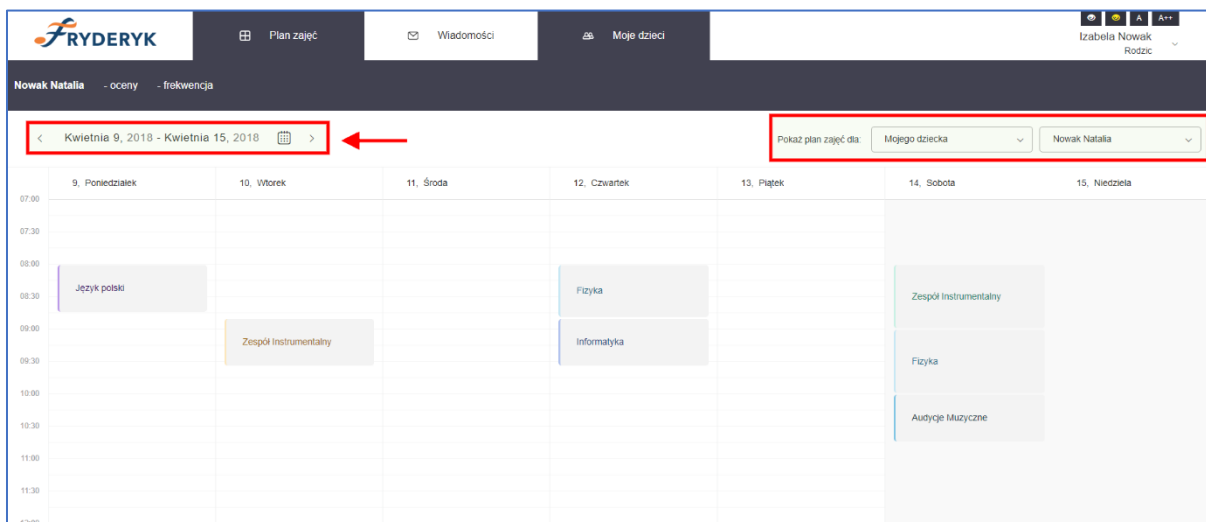 FRYDERYK Plan zajęć Wiadomości Moje dzieci A A++
Izabela Nowak
Rodzic
Nowak Natalia - oceny - frekwencja
Kwietnia 9, 2018 - Kwietnia 15, 2018 Pokaż plan zajęć dla: Mojego dziecka Nowak Natalia
9, Poniedziałek 10, Wtorek 11, Środa 12, Czwartek 13, Piątek 14, Sobota 15, Niedziela
07:00
07:30
08:00
Język polski Fizyka
08:30 Zespół Instrumentalny
09:00
Zespół Instrumentalny Informatyka
09:30 Fizyka
10:00
10:30 Audycje Muzyczne
11:00
11:30
12:00